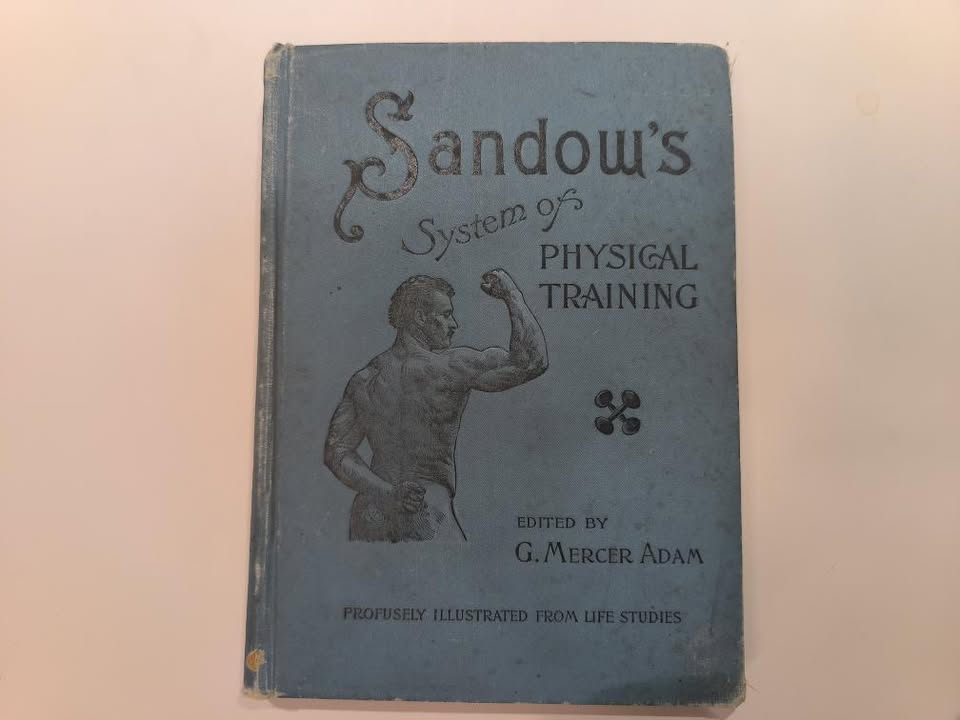 Sandow's
System of
PHYSICAL
TRAINING
EDITED BY
G. MERCER ADAM
PROFUSELY ILLUSTRATED FROM LIFE STUDIES